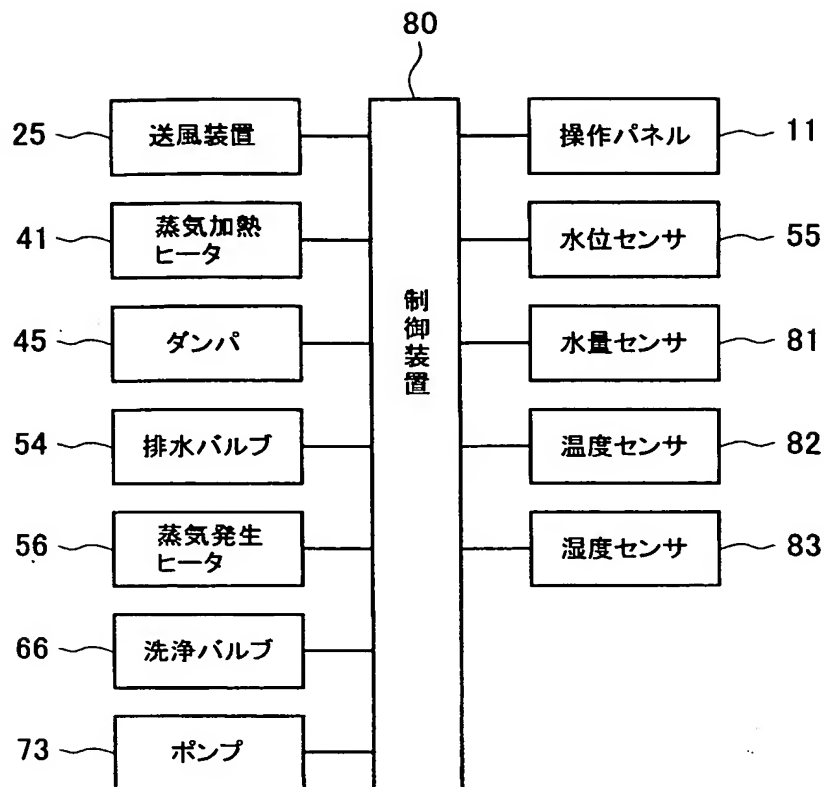 80
25
送風装置
操作パネル
11
41
蒸気加熱
ヒータ
水位センサ
55
45
ダンパ
制御装置
水量センサ
81
54
排水バルブ
温度センサ
82
56
蒸気発生
ヒータ
湿度センサ
83
66
洗浄バルブ
73
ポンプ